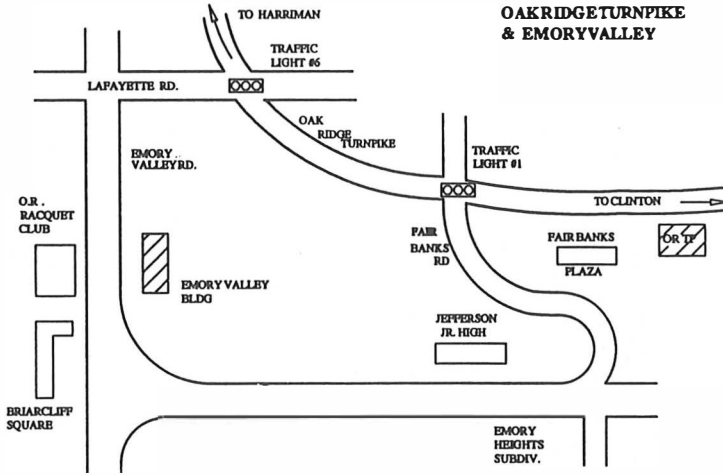 OAKRIDGETURNPIKE
& EMORYVALLEY
TO HARRIMAN
TRAFFIC
LIGHT #6
LAFAYETTE RD.
OAK
RIDGE
TURNPIKE
TRAFFIC
LIGHT #1
EMORY
VALLEYRD.
TO CLINTON
O.R.
RACQUET
CLUB
FAIR
BANKS
RD
FAIR BANKS
PLAZA
OR TP
EMORY VALLEY
BLDG
JEFFERSON
JR. HIGH
BRIARCLIFF
SQUARE
EMORY
HEIGHTS
SUBDIV.